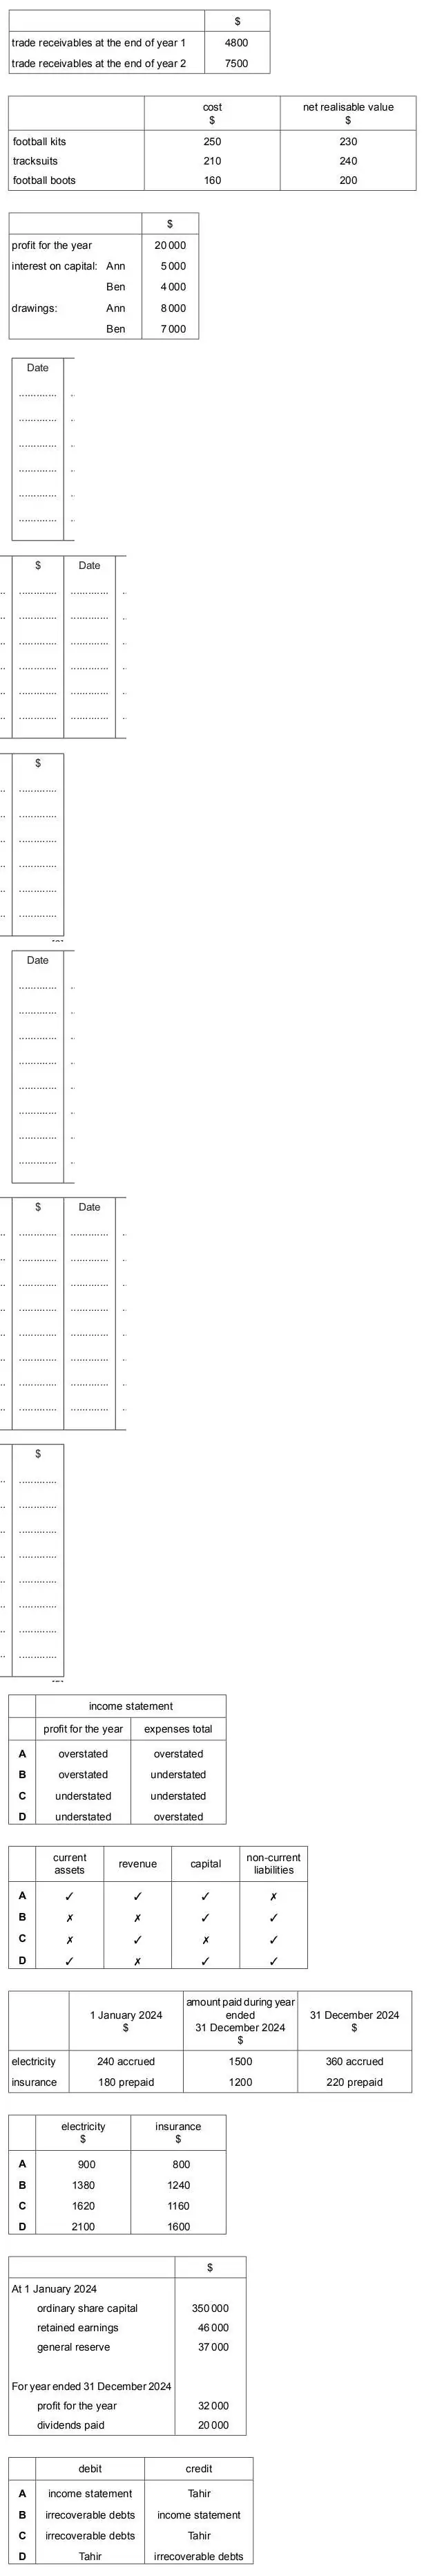 $
trade receivables at the end of year 1 4800
trade receivables at the end of year 2 7500
cost net realisable value
$ $
football kits 250 230
tracksuits 210 240
football boots 160 200
$
profit for the year 20 000
interest on capital: Ann 5 000
Ben 4 000
drawings: Ann 8 000
Ben 7 000
Date
.............
.............
.............
.............
.............
.............
$ Date
............. .............
............. .............
............. .............
............. .............
............. .............
............. .............
$
.............
.............
.............
.............
.............
.............
Date
.............
.............
.............
.............
.............
.............
.............
.............
$ Date
............. .............
............. .............
............. .............
............. .............
............. .............
............. .............
............. .............
............. .............
$
.............
.............
.............
.............
.............
.............
.............
.............
income statement
profit for the year expenses total
A overstated overstated
B overstated understated
C understated understated
D understated overstated
current non-current
assets revenue capital liabilities
A ✓ ✓ ✓ ✗
B ✗ ✗ ✓ ✓
C ✗ ✓ ✗ ✓
D ✓ ✗ ✓ ✓
amount paid during year
1 January 2024 ended 31 December 2024
$ 31 December 2024 $
$
electricity 240 accrued 1500 360 accrued
insurance 180 prepaid 1200 220 prepaid
electricity insurance
$ $
A 900 800
B 1380 1240
C 1620 1160
D 2100 1600
$
At 1 January 2024
ordinary share capital 350 000
retained earnings 46 000
general reserve 37 000
For year ended 31 December 2024
profit for the year 32 000
dividends paid 20 000
debit credit
A income statement Tahir
B irrecoverable debts income statement
C irrecoverable debts Tahir
D Tahir irrecoverable debts